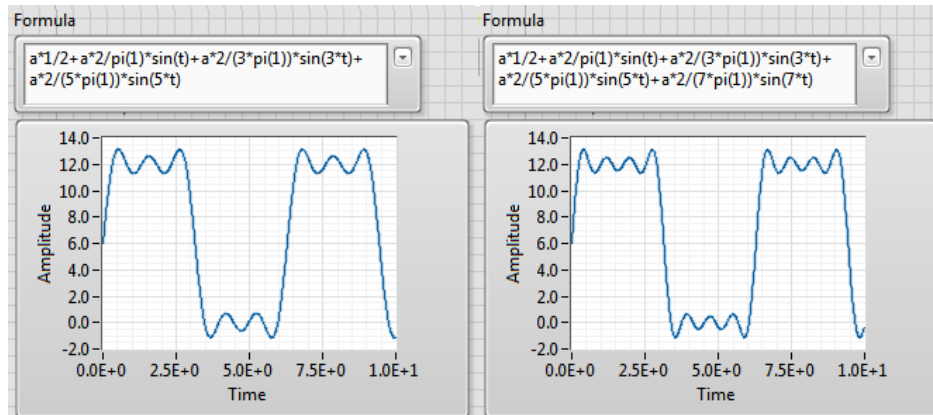 Formula
a*1/2+a*2/pi(1)*sin(t)+a*2/(3*pi(1))*sin(3*t)+
a*2/(5*pi(1))*sin(5*t)
14.0
12.0
10.0
8.0
6.0
4.0
2.0
0.0
-2.0
Amplitude
0.0E+0 2.5E+0 5.0E+0 7.5E+0 1.0E+1
Time
Formula
a*1/2+a*2/pi(1)*sin(t)+a*2/(3*pi(1))*sin(3*t)+
a*2/(5*pi(1))*sin(5*t)+a*2/(7*pi(1))*sin(7*t)
14.0
12.0
10.0
8.0
6.0
4.0
2.0
0.0
-2.0
Amplitude
0.0E+0 2.5E+0 5.0E+0 7.5E+0 1.0E+1
Time